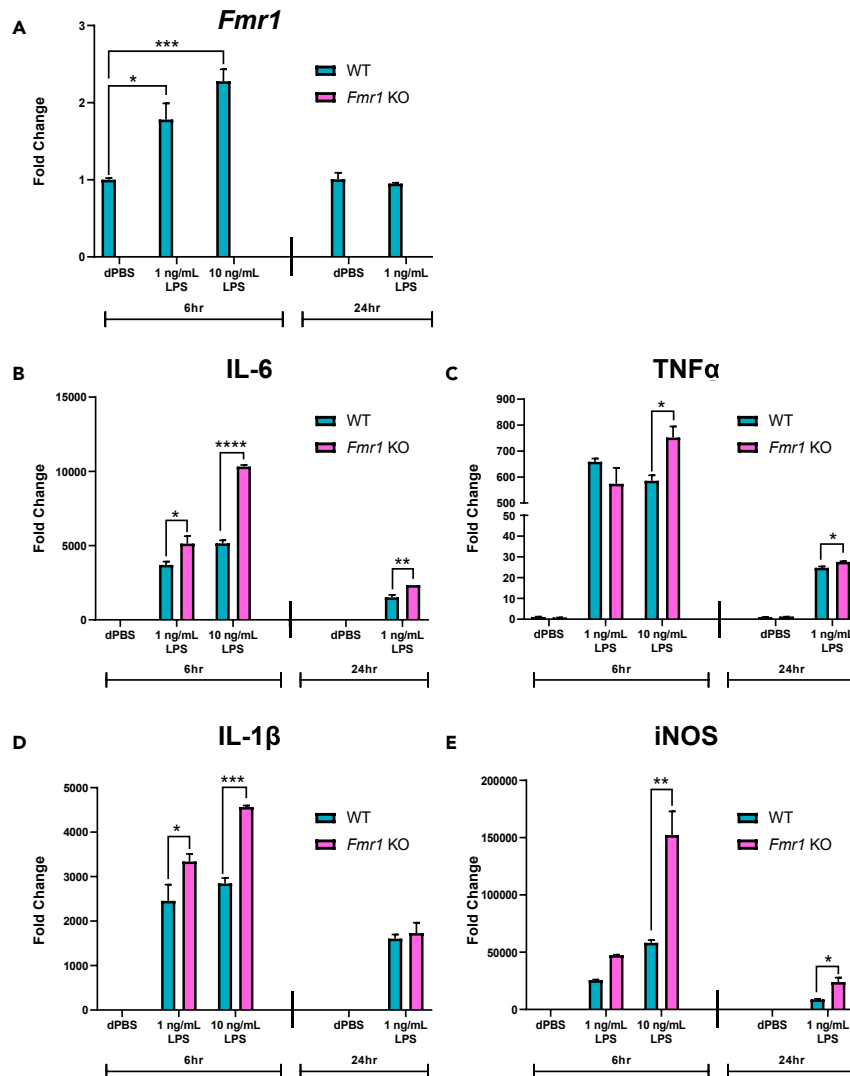 A
Fmr1
Fold Change
3
2
1
0
***
*
WT
Fmr1 KO
dPBS
1 ng/mL
LPS
10 ng/mL
LPS
dPBS
1 ng/mL
LPS
6hr
24hr
B
IL-6
Fold Change
15000
10000
5000
0
*
****
**
WT
Fmr1 KO
dPBS
1 ng/mL
LPS
10 ng/mL
LPS
dPBS
1 ng/mL
LPS
6hr
24hr
C
TNFα
Fold Change
900
800
700
600
500
50
40
30
20
10
0
*
*
WT
Fmr1 KO
dPBS
1 ng/mL
LPS
10 ng/mL
LPS
dPBS
1 ng/mL
LPS
6hr
24hr
D
IL-1β
Fold Change
5000
4000
3000
2000
1000
0
*
***
WT
Fmr1 KO
dPBS
1 ng/mL
LPS
10 ng/mL
LPS
dPBS
1 ng/mL
LPS
6hr
24hr
E
iNOS
Fold Change
200000
150000
100000
50000
0
**
*
WT
Fmr1 KO
dPBS
1 ng/mL
LPS
10 ng/mL
LPS
dPBS
1 ng/mL
LPS
6hr
24hr